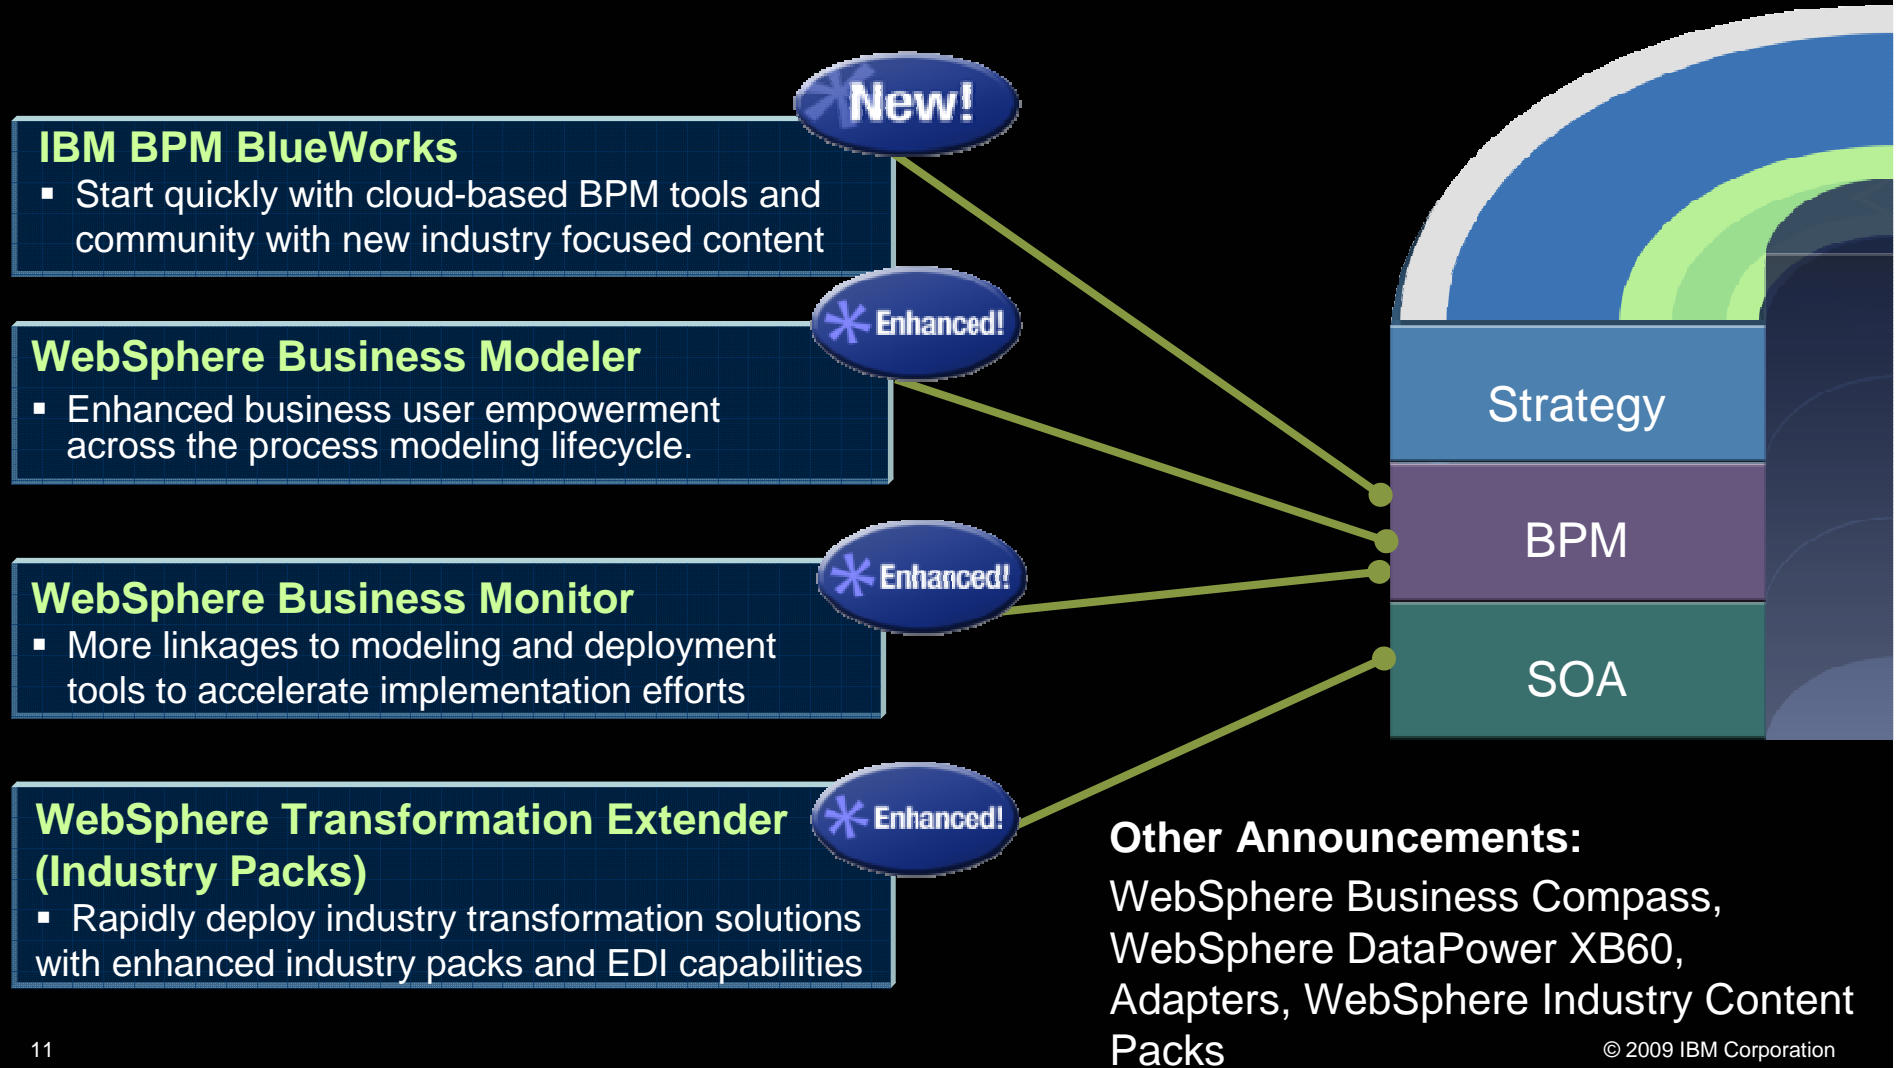 New!
IBM BPM BlueWorks
▪ Start quickly with cloud-based BPM tools and
community with new industry focused content
Enhanced!
WebSphere Business Modeler
▪ Enhanced business user empowerment
across the process modeling lifecycle.
Enhanced!
WebSphere Business Monitor
▪ More linkages to modeling and deployment
tools to accelerate implementation efforts
Enhanced!
WebSphere Transformation Extender
(Industry Packs)
▪ Rapidly deploy industry transformation solutions
with enhanced industry packs and EDI capabilities
Strategy
BPM
SOA
Other Announcements:
WebSphere Business Compass,
WebSphere DataPower XB60,
Adapters, WebSphere Industry Content
Packs
11
© 2009 IBM Corporation